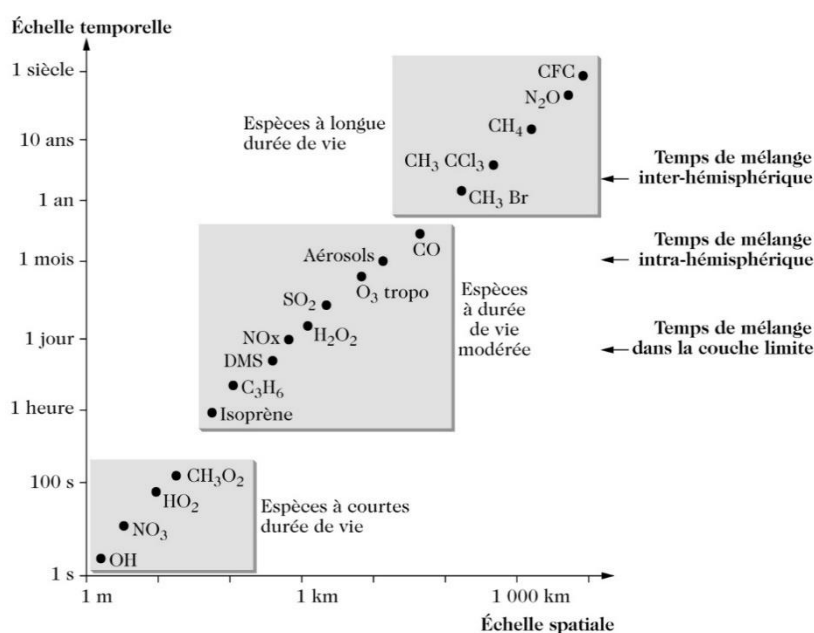 Échelle temporelle
1 siècle
CFC
N₂O
Espèces à longue
durée de vie
10 ans
CH₄
CH₃ CCl₃
Temps de mélange
inter-hémisphérique
1 an
CH₃ Br
CO
1 mois
Aérosols
Temps de mélange
intra-hémisphérique
O₃ tropo
SO₂
Espèces
à durée
de vie
modérée
1 jour
NOx
H₂O₂
Temps de mélange
dans la couche limite
DMS
C₃H₆
1 heure
Isoprène
100 s
CH₃O₂
HO₂
Espèces à courtes
durée de vie
NO₃
OH
1 s
1 m
1 km
1 000 km
Échelle spatiale